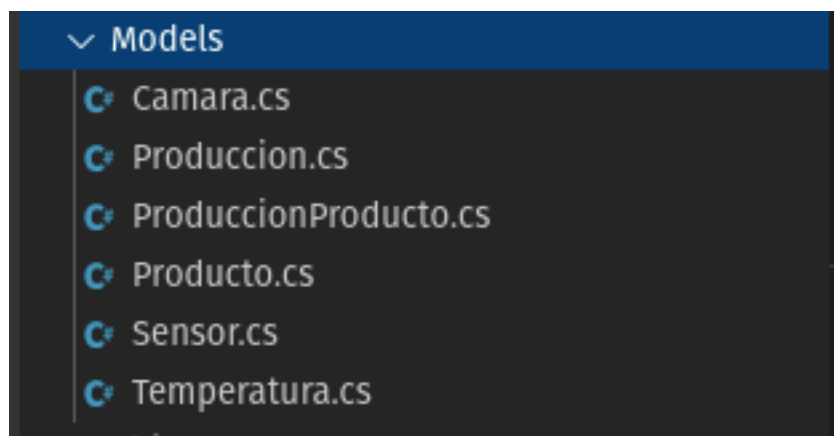 Models
C# Camara.cs
C# Produccion.cs
C# ProduccionProducto.cs
C# Producto.cs
C# Sensor.cs
C# Temperatura.cs